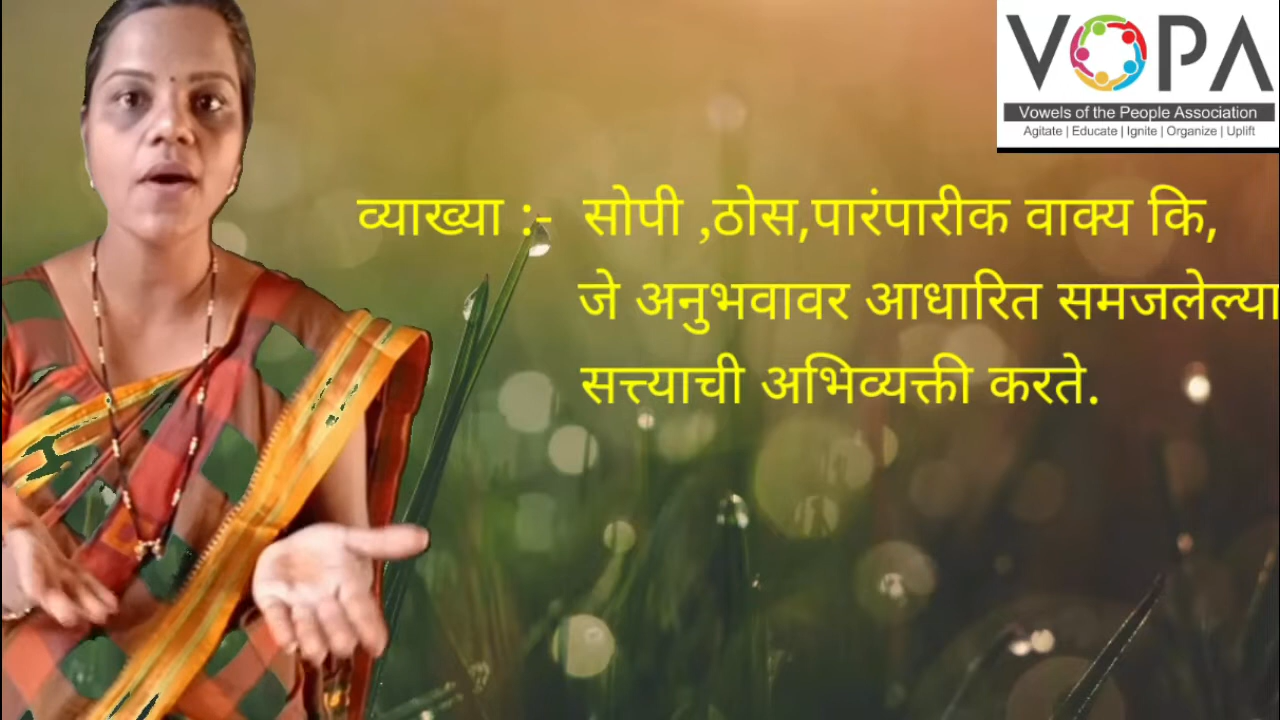 VOPA
Vowels of the People Association
Agitate | Educate | Ignite | Organize | Uplift
व्याख्या :- सोपी ,ठोस,पारंपारीक वाक्य कि,
जे अनुभवावर आधारित समजलेल्या
सत्त्याची अभिव्यक्ती करते.